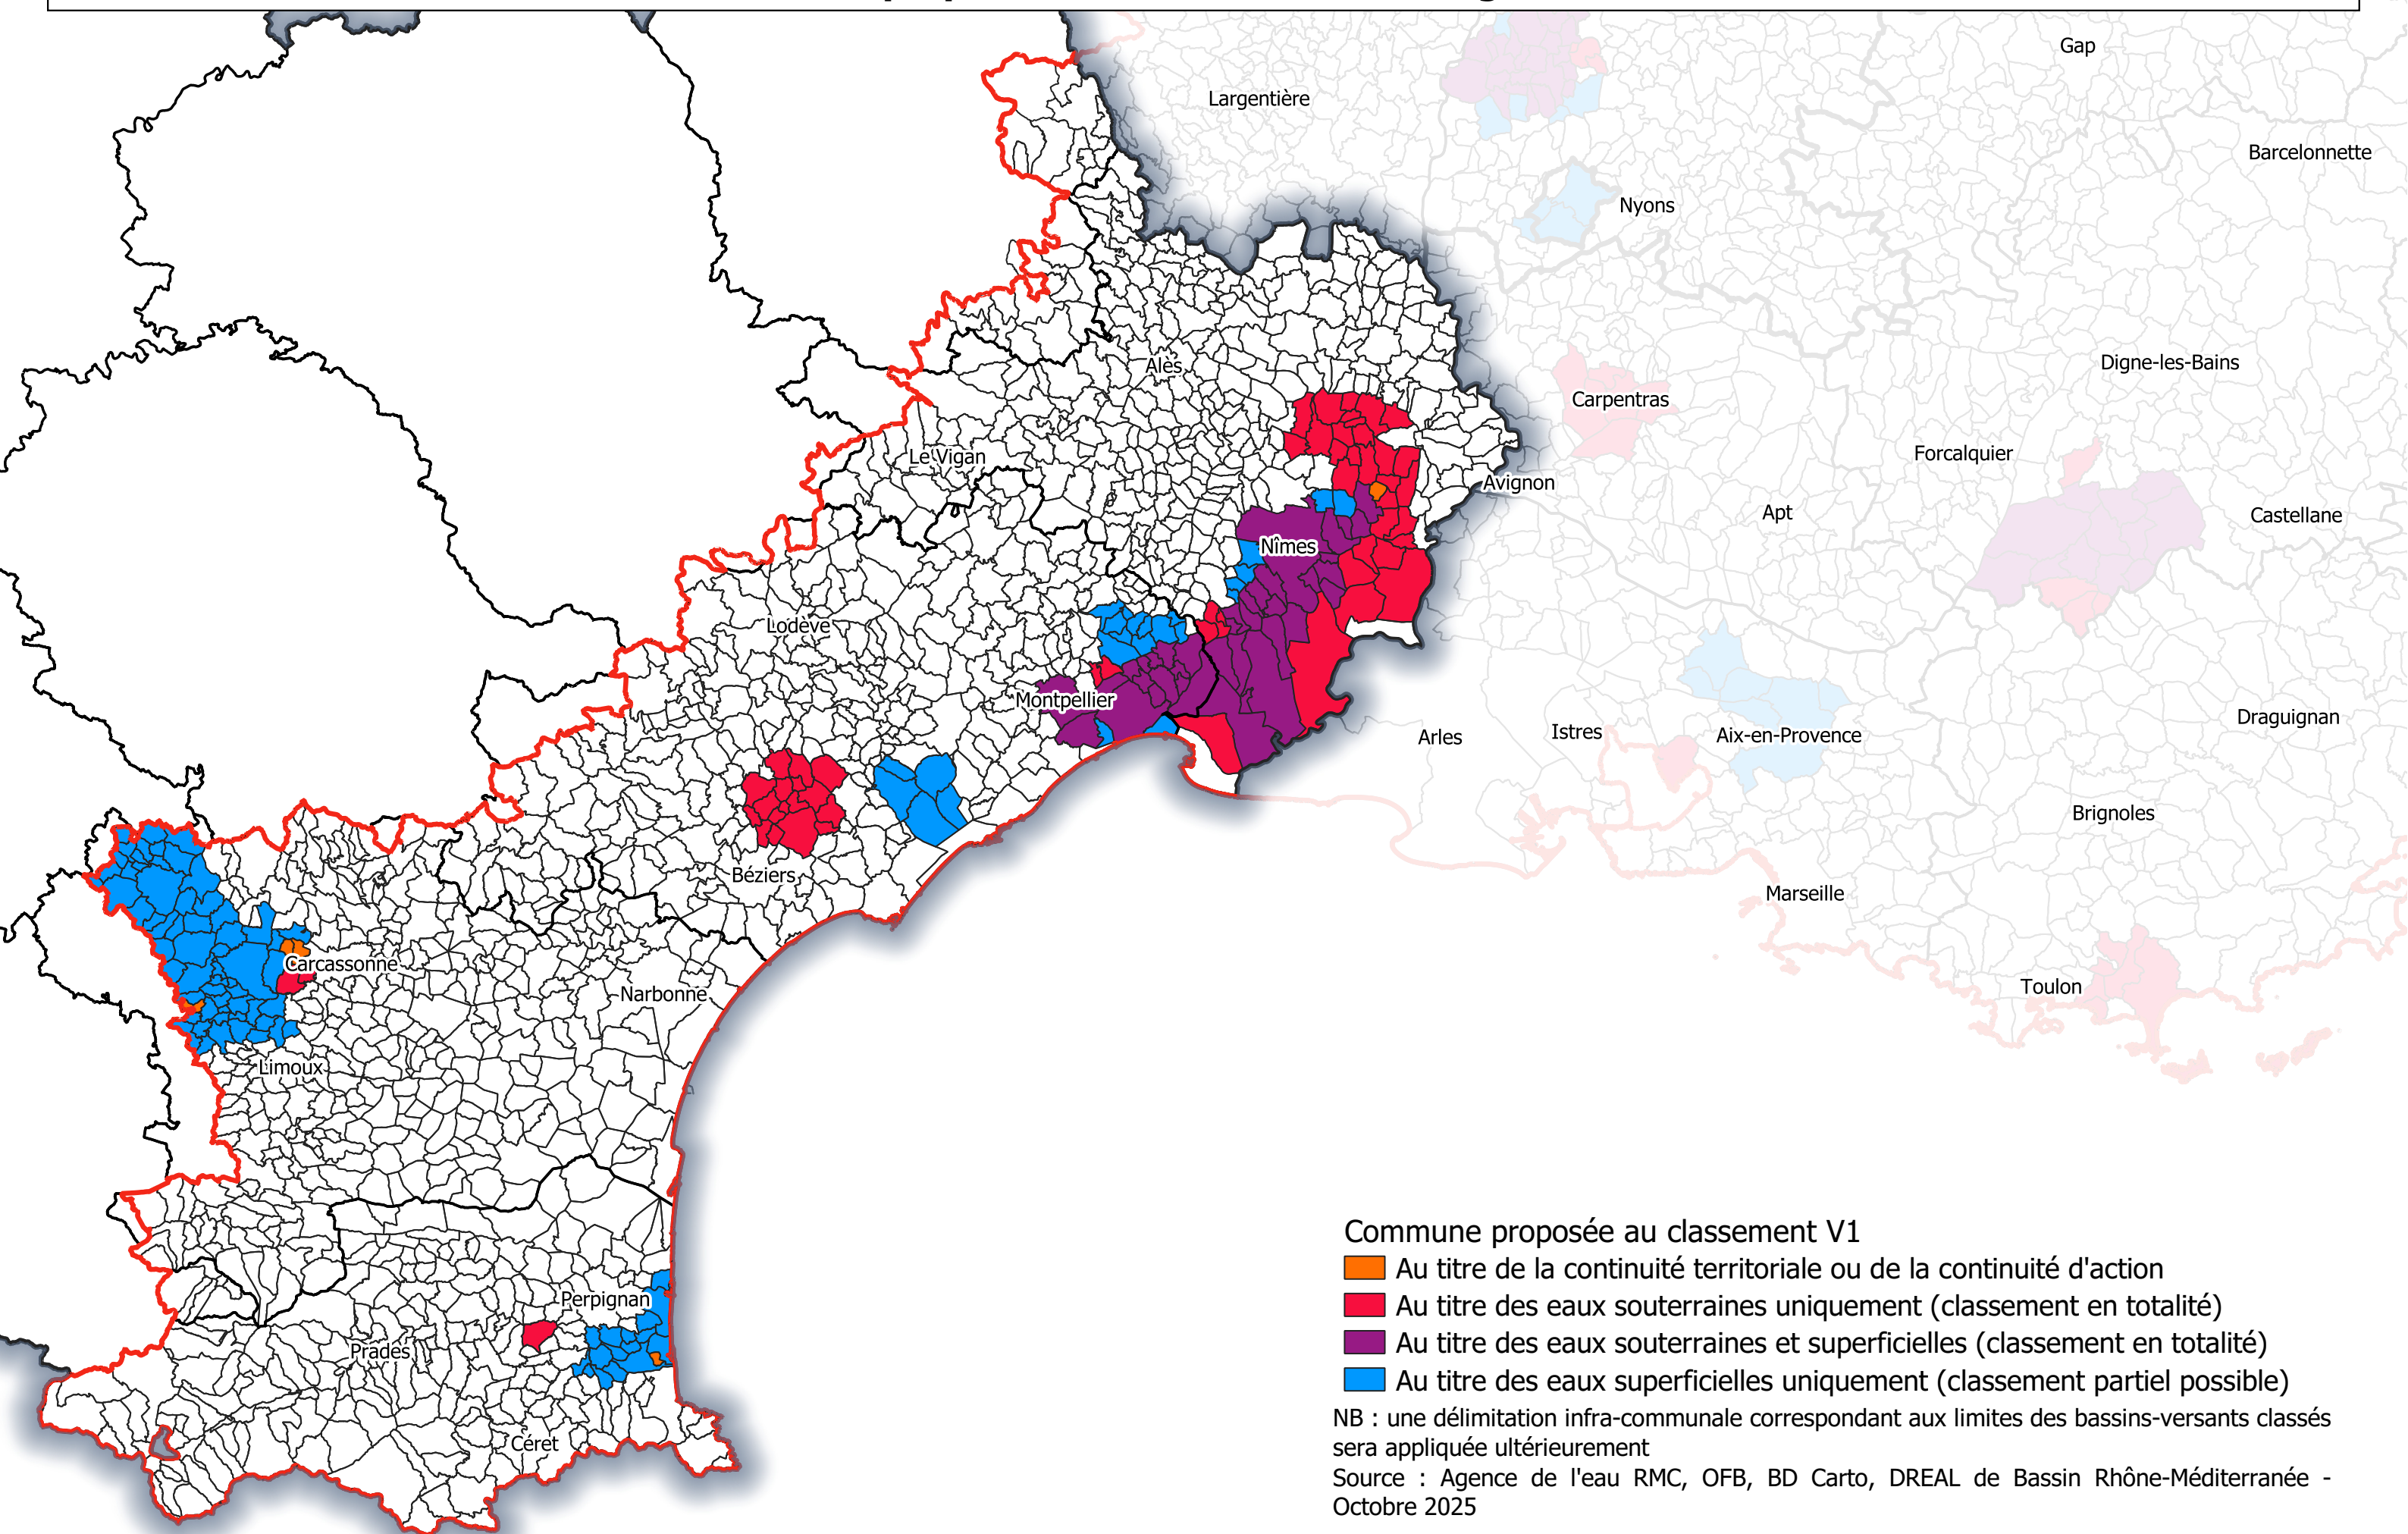 Gap
Largentière
Barcelonnette
Nyons
Alès
Digne-les-Bains
Carpentras
Le Vigan
Forcalquier
Avignon
Apt
Castellane
Nîmes
Lodève
Montpellier
Draguignan
Istres
Aix-en-Provence
Arles
Brignoles
Béziers
Marseille
Carcassonne
Toulon
Narbonne
Limoux
Perpignan
Prades
Céret
Commune proposée au classement V1
Au titre de la continuité territoriale ou de la continuité d'action
Au titre des eaux souterraines uniquement (classement en totalité)
Au titre des eaux souterraines et superficielles (classement en totalité)
Au titre des eaux superficielles uniquement (classement partiel possible)
NB : une délimitation infra-communale correspondant aux limites des bassins-versants classés
sera appliquée ultérieurement
Source : Agence de l'eau RMC, OFB, BD Carto, DREAL de Bassin Rhône-Méditerranée -
Octobre 2025